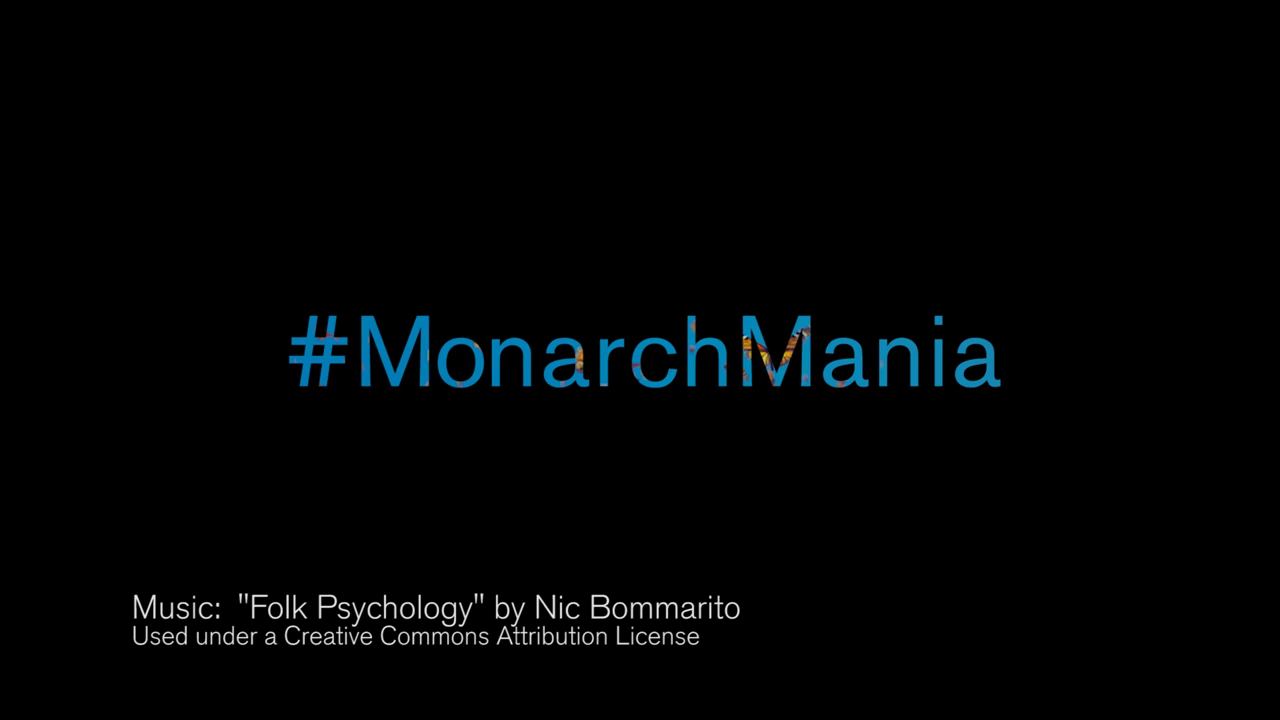 #MonarchMania
Music: "Folk Psychology" by Nic Bommarito
Used under a Creative Commons Attribution License